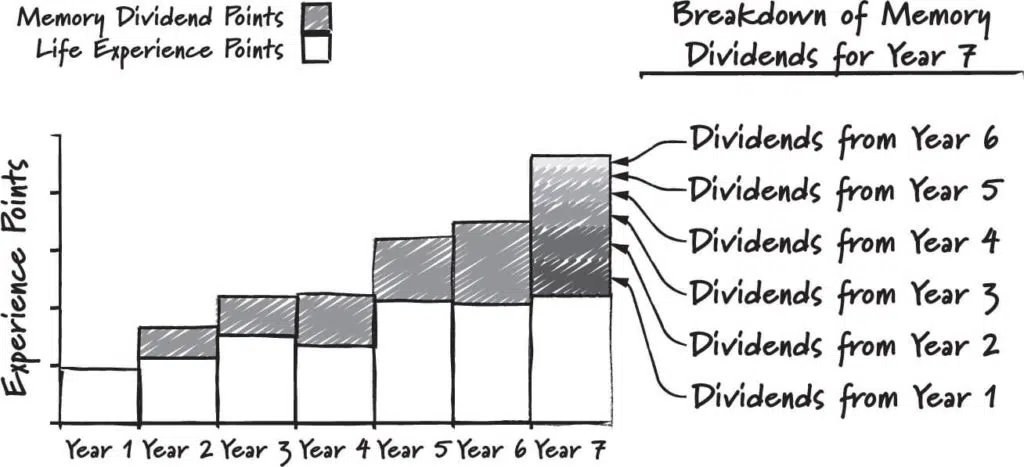 Memory Dividend Points
Life Experience Points
Breakdown of Memory
Dividends for Year 7
Experience Points
Dividends from Year 6
Dividends from Year 5
Dividends from Year 4
Dividends from Year 3
Dividends from Year 2
Dividends from Year 1
Year 1 Year 2 Year 3 Year 4 Year 5 Year 6 Year 7